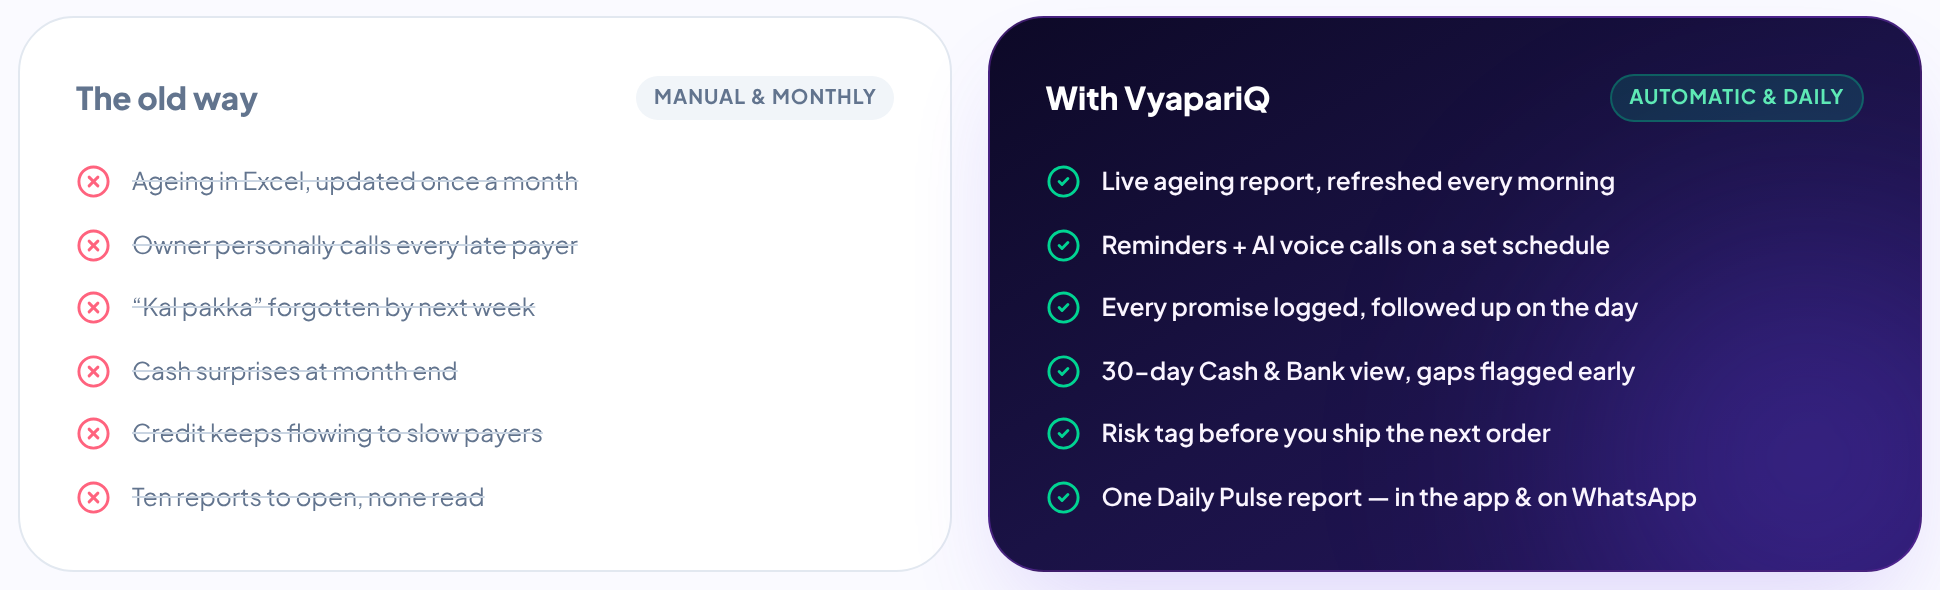 The old way
MANUAL & MONTHLY
Ageing in Excel, updated once a month
Owner personally calls every late payer
“Kal pakka” forgotten by next week
Cash surprises at month end
Credit keeps flowing to slow payers
Ten reports to open, none read
With VyapariQ
AUTOMATIC & DAILY
Live ageing report, refreshed every morning
Reminders + AI voice calls on a set schedule
Every promise logged, followed up on the day
30-day Cash & Bank view, gaps flagged early
Risk tag before you ship the next order
One Daily Pulse report — in the app & on WhatsApp